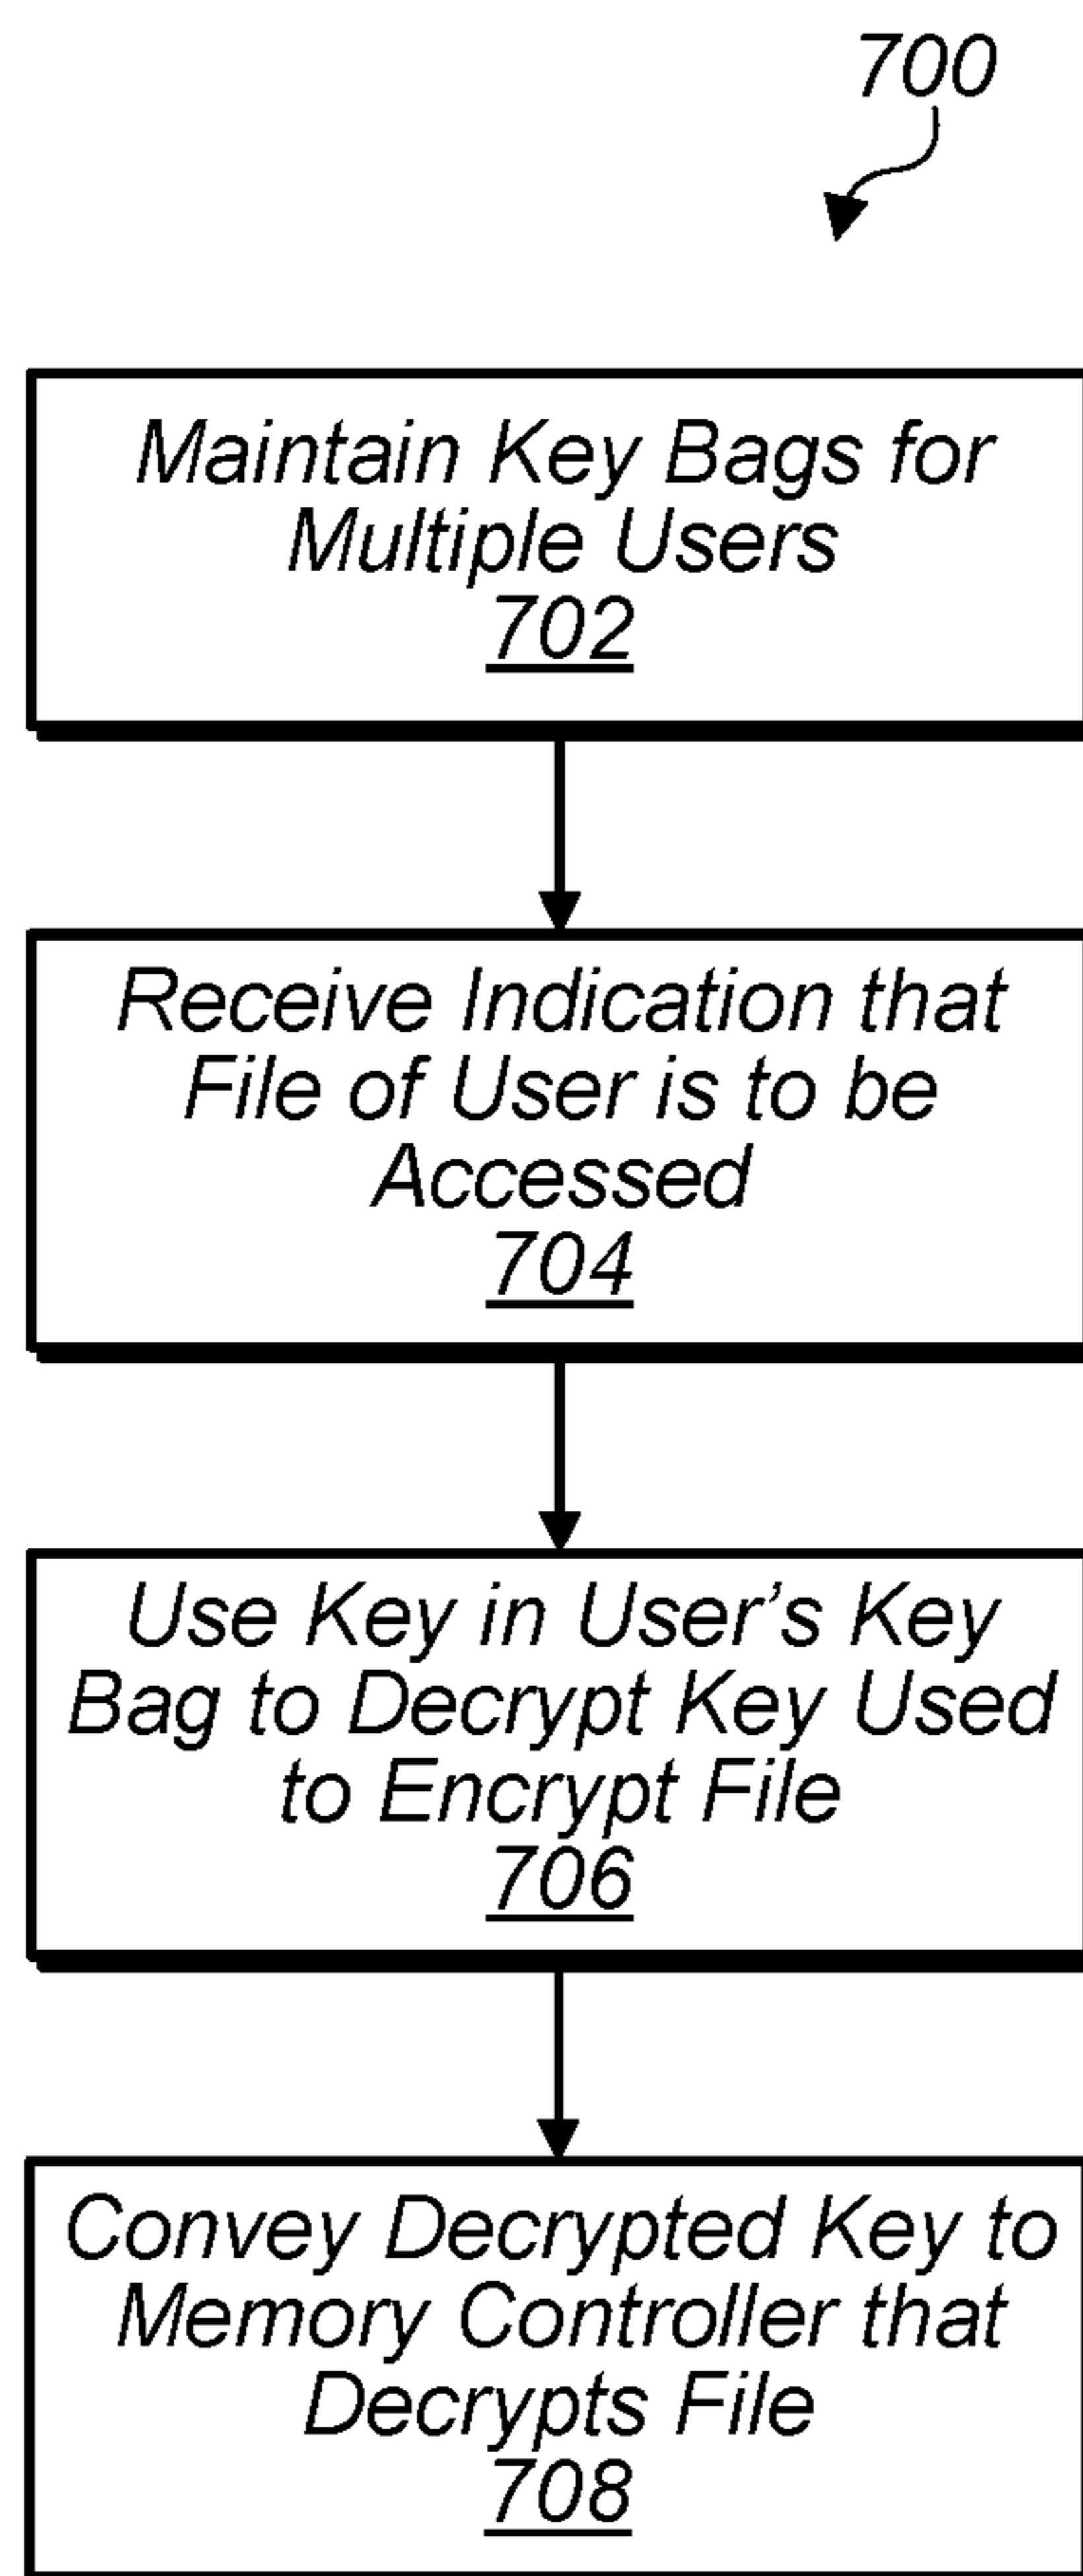 700
Maintain Key Bags for
Multiple Users
702
Receive Indication that
File of User is to be
Accessed
704
Use Key in User's Key
Bag to Decrypt Key Used
to Encrypt File
706
Convey Decrypted Key to
Memory Controller that
Decrypts File
708